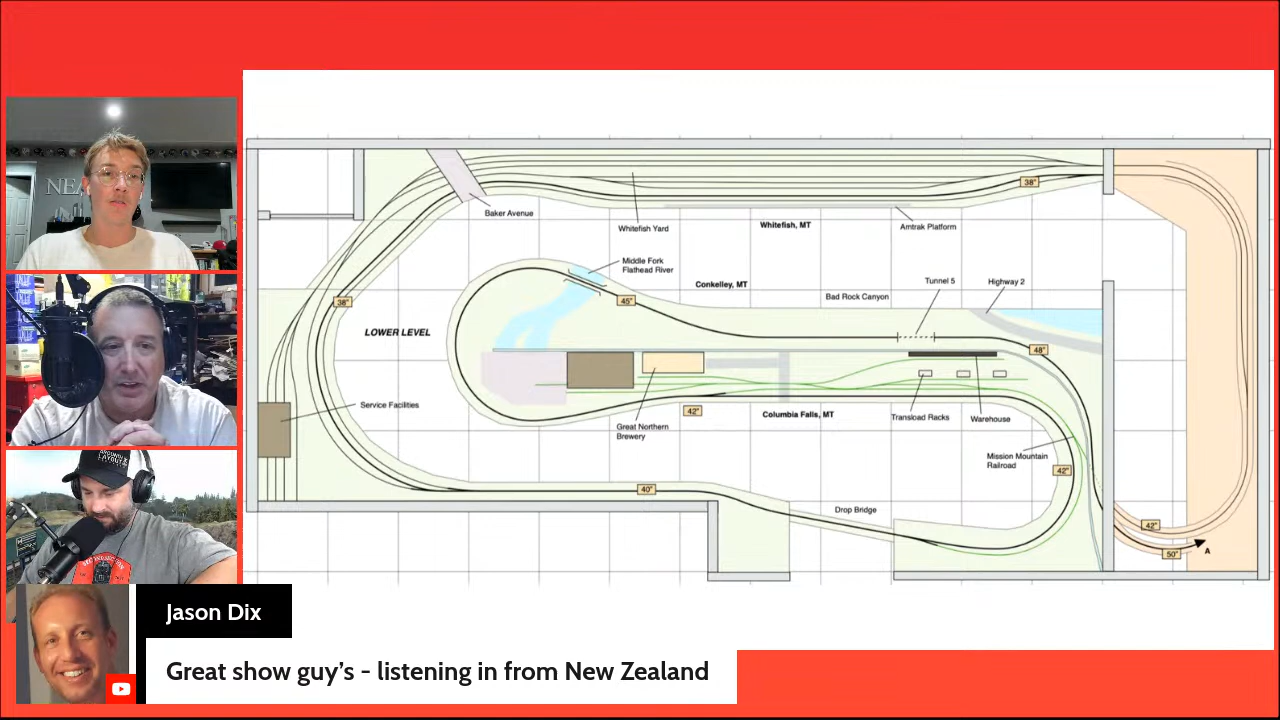 NE
Baker Avenue
Whitefish Yard
Whitefish, MT
Amtrak Platform
38"
Middle Fork
Flathead River
Conkelley, MT
Bad Rock Canyon
Tunnel 5
Highway 2
38"
45"
LOWER LEVEL
48"
Service Facilities
42"
Great Northern
Brewery
Columbia Falls, MT
Transload Racks
Warehouse
Mission Mountain
Railroad
42"
40"
Drop Bridge
42"
50"
A
Jason Dix
Great show guy's - listening in from New Zealand